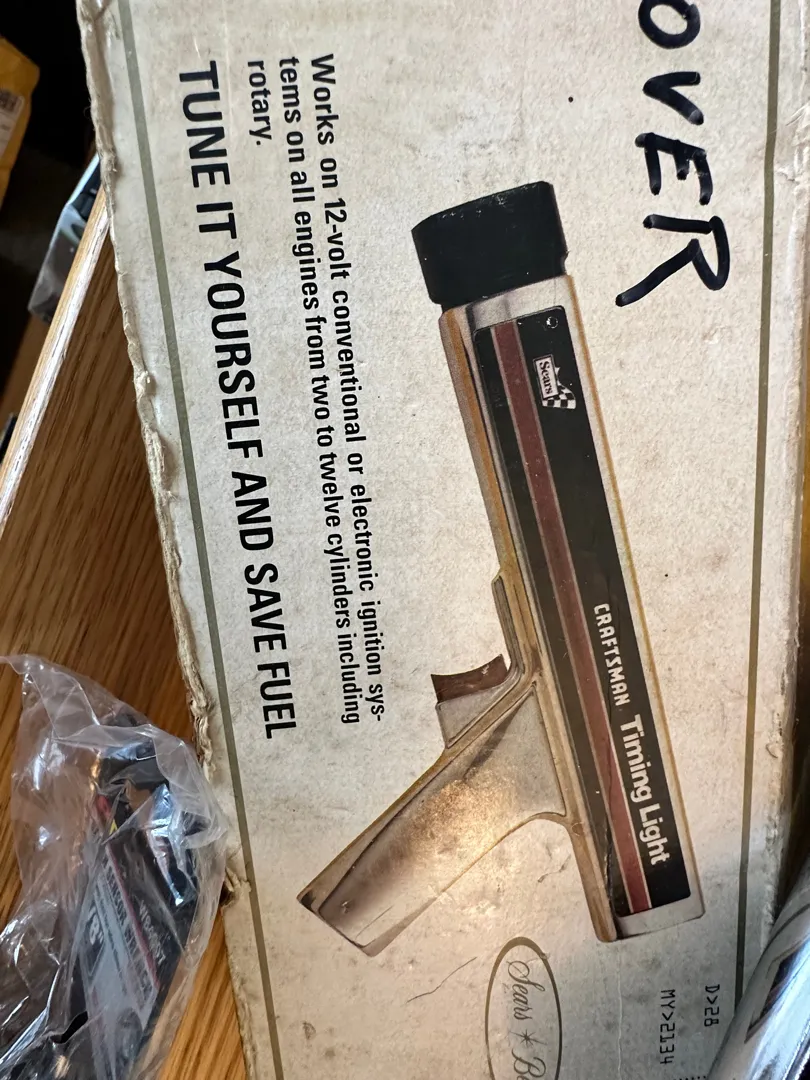 OVER
Sears
CRAFTSMAN Timing Light
Works on 12-volt conventional or electronic ignition sys-
tems on all engines from two to twelve cylinders including
rotary.
TUNE IT YOURSELF AND SAVE FUEL
D>28
MY>2134
Sears